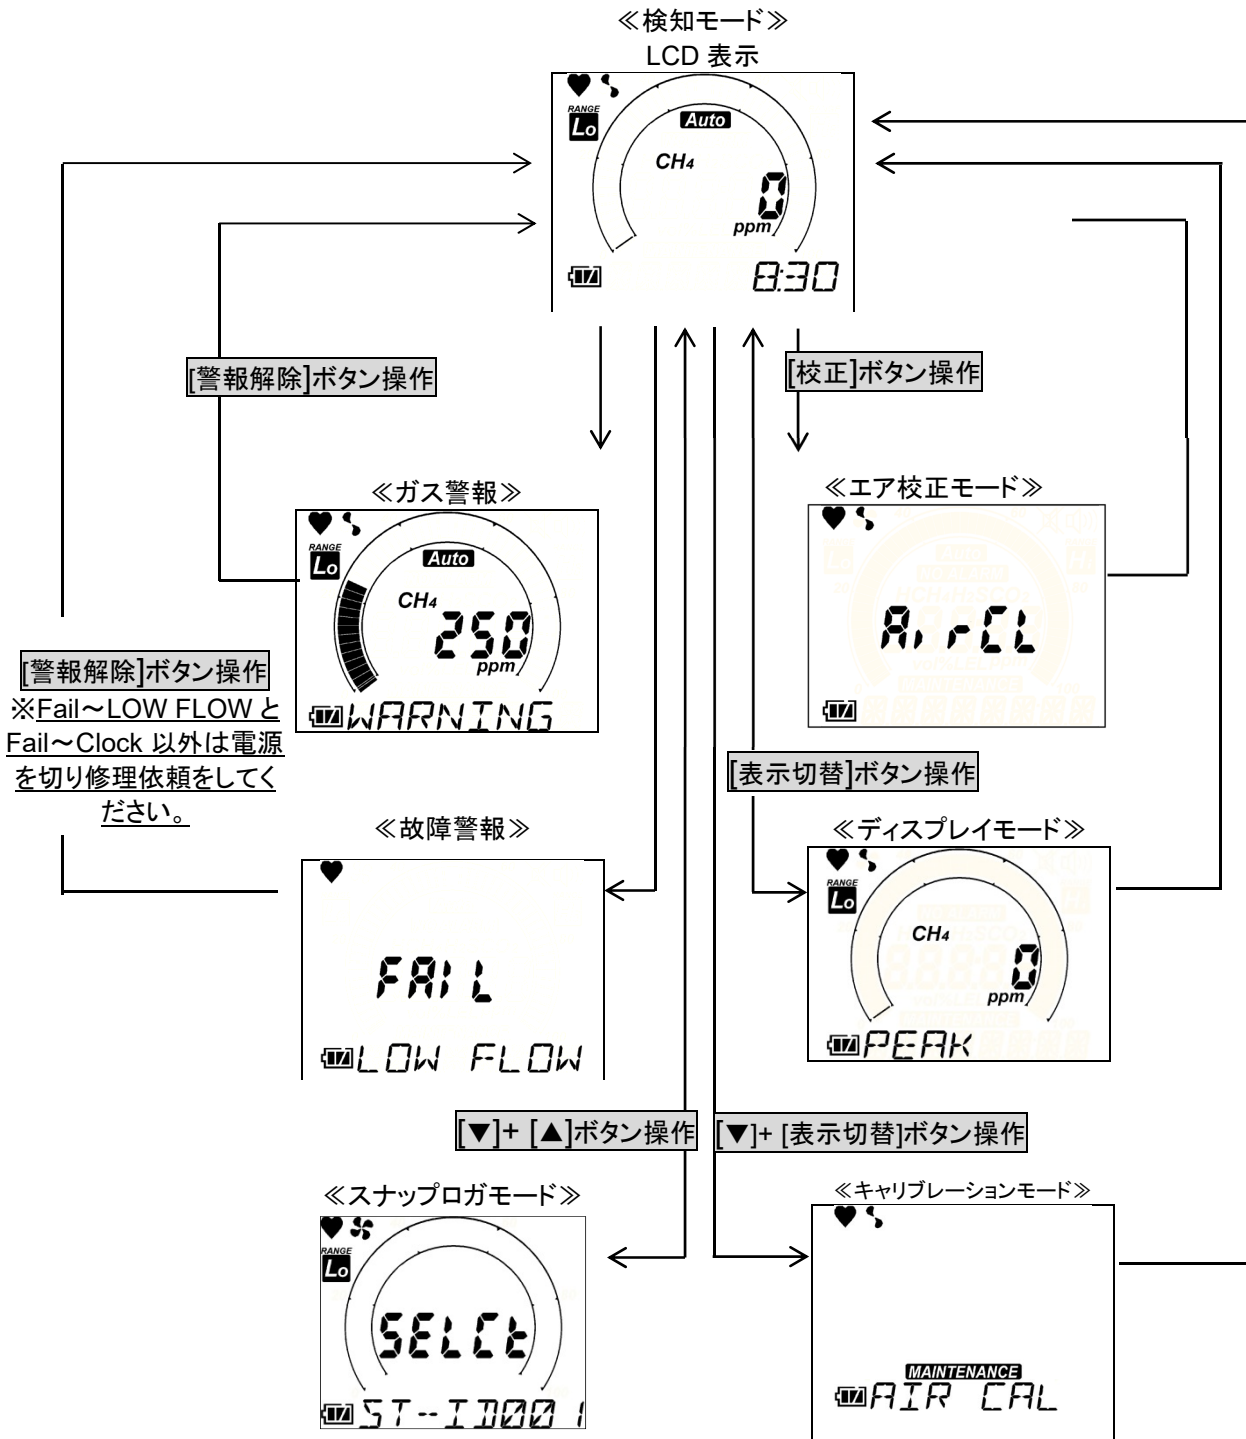 ≪検知モード≫
LCD 表示
RANGE
Lo
Auto
CH4
0
ppm
8:30
[警報解除]ボタン操作
[校正]ボタン操作
≪ガス警報≫
RANGE
Lo
Auto
CH4
250
ppm
WARNING
≪エア校正モード≫
AirCL
[警報解除]ボタン操作
※Fail～LOW FLOW と
Fail～Clock 以外は電源
を切り修理依頼をしてく
ださい。
[表示切替]ボタン操作
≪故障警報≫
FAiL
LOW FLOW
≪ディスプレイモード≫
RANGE
Lo
CH4
0
ppm
PEAK
[▼]+ [▲]ボタン操作
[▼]+ [表示切替]ボタン操作
≪スナップロガモード≫
RANGE
Lo
SELCt
ST--ID001
≪キャリブレーションモード≫
MAINTENANCE
AIR CAL